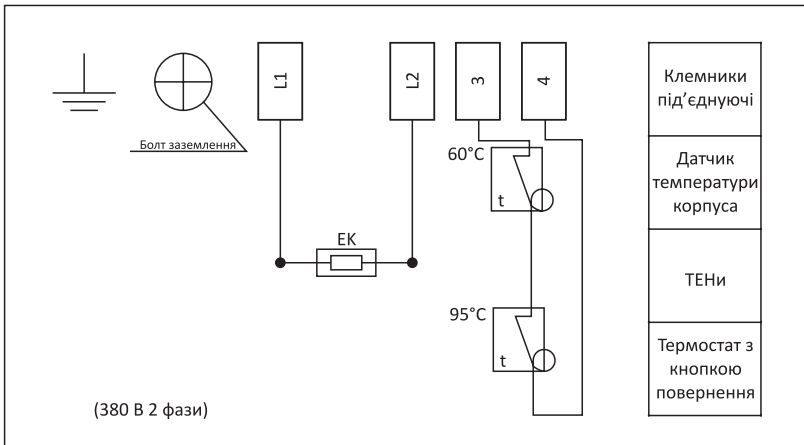 L1
L2
3
4
Болт заземлення
60°C
t
EK
95°C
t
(380 В 2 фази)
Клемники
під’єднуючі
Датчик
температури
корпуса
ТЕНи
Термостат з
кнопкою
повернення